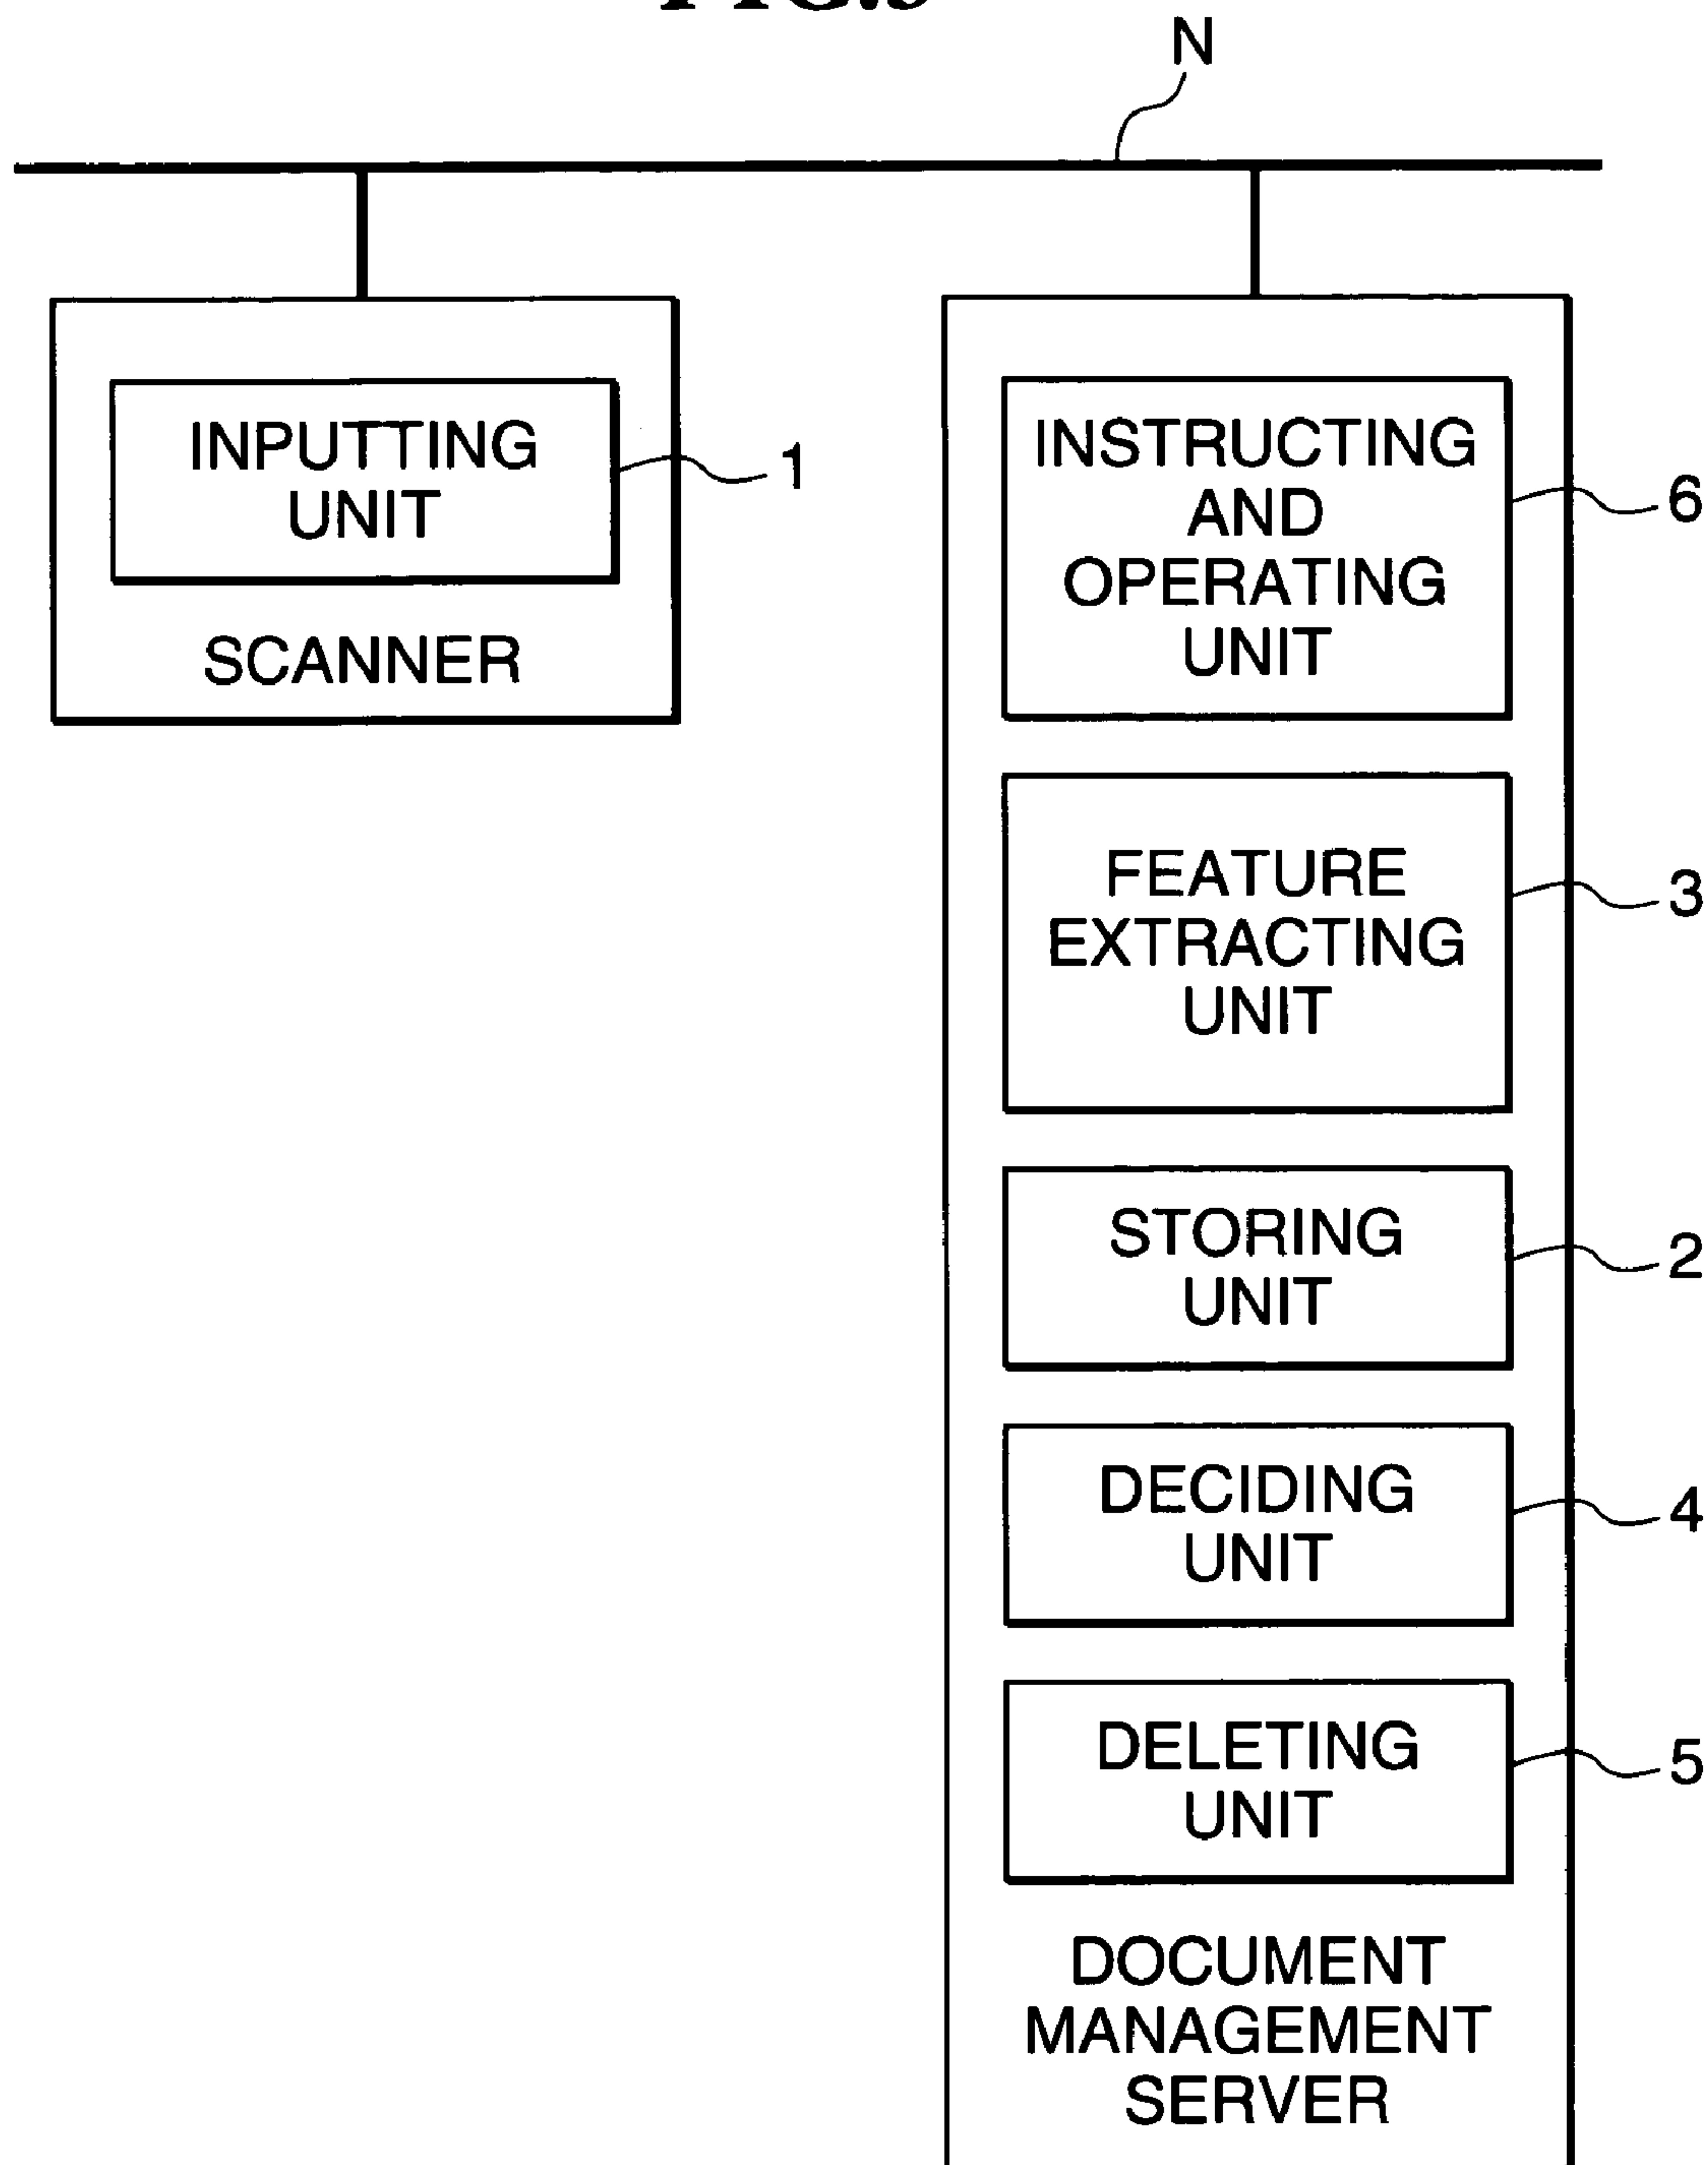 N
INPUTTING
UNIT
1
SCANNER
INSTRUCTING
AND
OPERATING
UNIT
6
FEATURE
EXTRACTING
UNIT
3
STORING
UNIT
2
DECIDING
UNIT
4
DELETING
UNIT
5
DOCUMENT
MANAGEMENT
SERVER